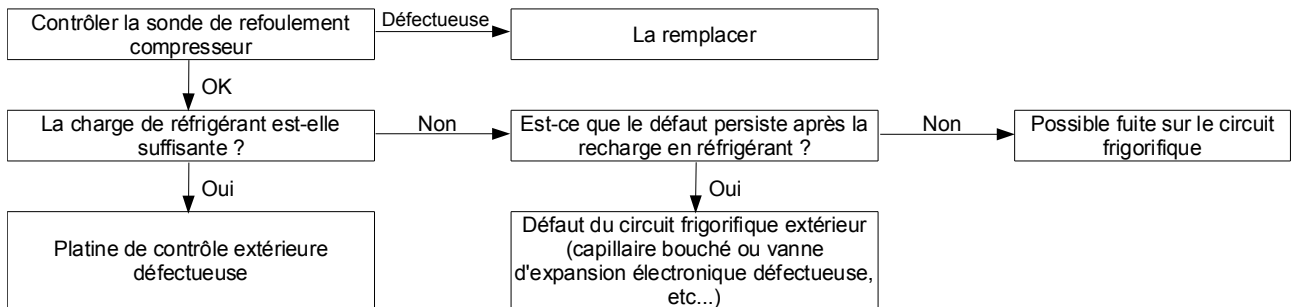 Contrôler la sonde de refoulement
compresseur
Défectueuse
La remplacer
OK
La charge de réfrigérant est-elle
suffisante ?
Non
Est-ce que le défaut persiste après la
recharge en réfrigérant ?
Non
Possible fuite sur le circuit
frigorifique
Oui
Oui
Platine de contrôle extérieure
défectueuse
Défaut du circuit frigorifique extérieur
(capillaire bouché ou vanne
d'expansion électronique défectueuse,
etc...)